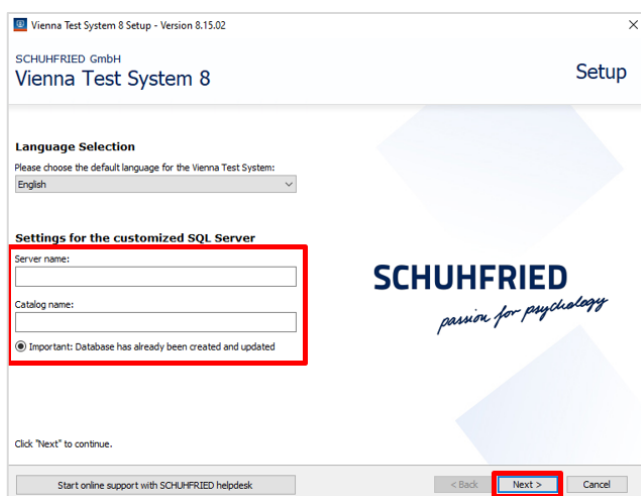 Vienna Test System 8 Setup - Version 8.15.02
SCHUHFRIED GmbH
Vienna Test System 8
Setup
Language Selection
Please choose the default language for the Vienna Test System:
English
Settings for the customized SQL Server
Server name:
Catalog name:
Important: Database has already been created and updated
SCHUHFRIED
passion for psychology
Click "Next" to continue.
Start online support with SCHUHFRIED helpdesk
< Back
Next >
Cancel